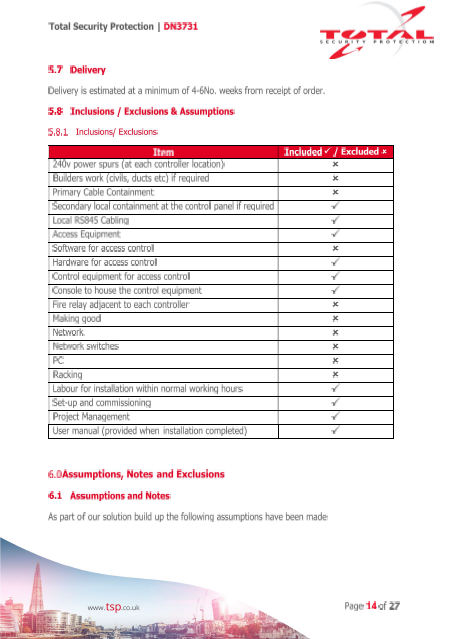 Total Security Protection | DN3731
TOTAL
SECURITY PROTECTION
5.7 Delivery
Delivery is estimated at a minimum of 4-6No. weeks from receipt of order.
5.8 Inclusions / Exclusions & Assumptions
5.8.1 Inclusions/ Exclusions
Item Included ✓ / Excluded ×
240v power spurs (at each controller location) ×
Builders work (civils, ducts etc) if required ×
Primary Cable Containment ×
Secondary local containment at the control panel if required ✓
Local RS845 Cabling ✓
Access Equipment ✓
Software for access control ×
Hardware for access control ✓
Control equipment for access control ✓
Console to house the control equipment ✓
Fire relay adjacent to each controller ×
Making good ×
Network ×
Network switches ×
PC ×
Racking ×
Labour for installation within normal working hours ✓
Set-up and commissioning ✓
Project Management ✓
User manual (provided when installation completed) ✓
6.0Assumptions, Notes and Exclusions
6.1 Assumptions and Notes
As part of our solution build up the following assumptions have been made:
www.tsp.co.uk
Page 14 of 27